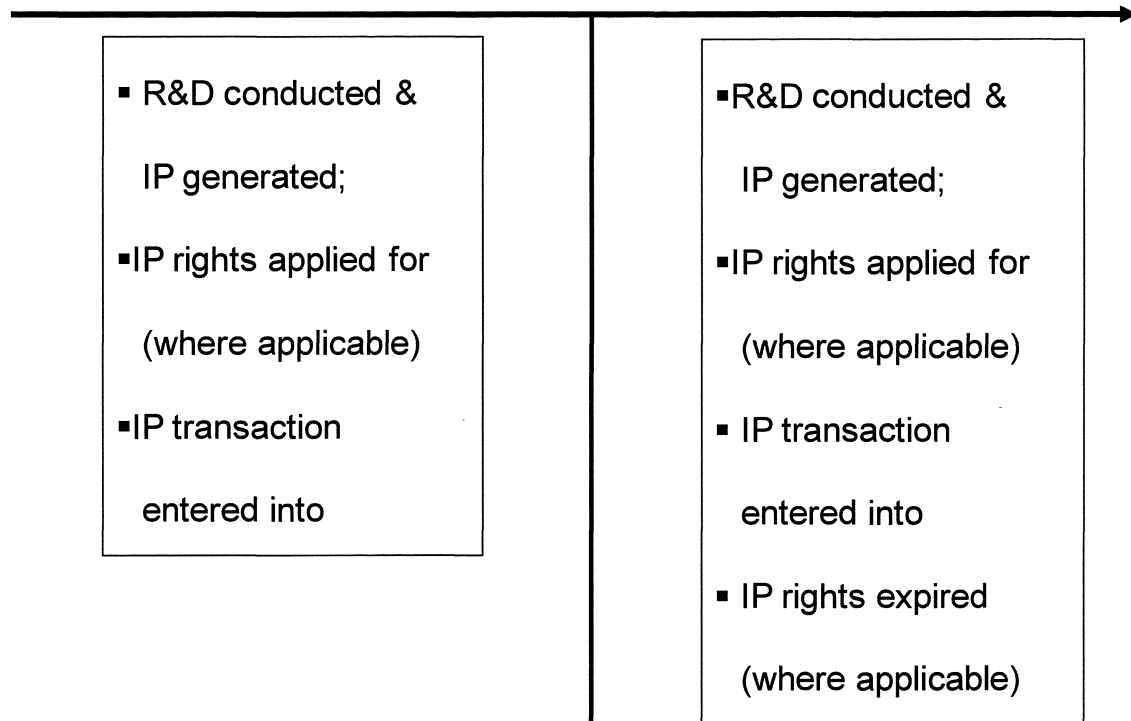 ▪ R&D conducted &
IP generated;
▪IP rights applied for
(where applicable)
▪IP transaction
entered into
▪R&D conducted &
IP generated;
▪IP rights applied for
(where applicable)
▪ IP transaction
entered into
▪ IP rights expired
(where applicable)